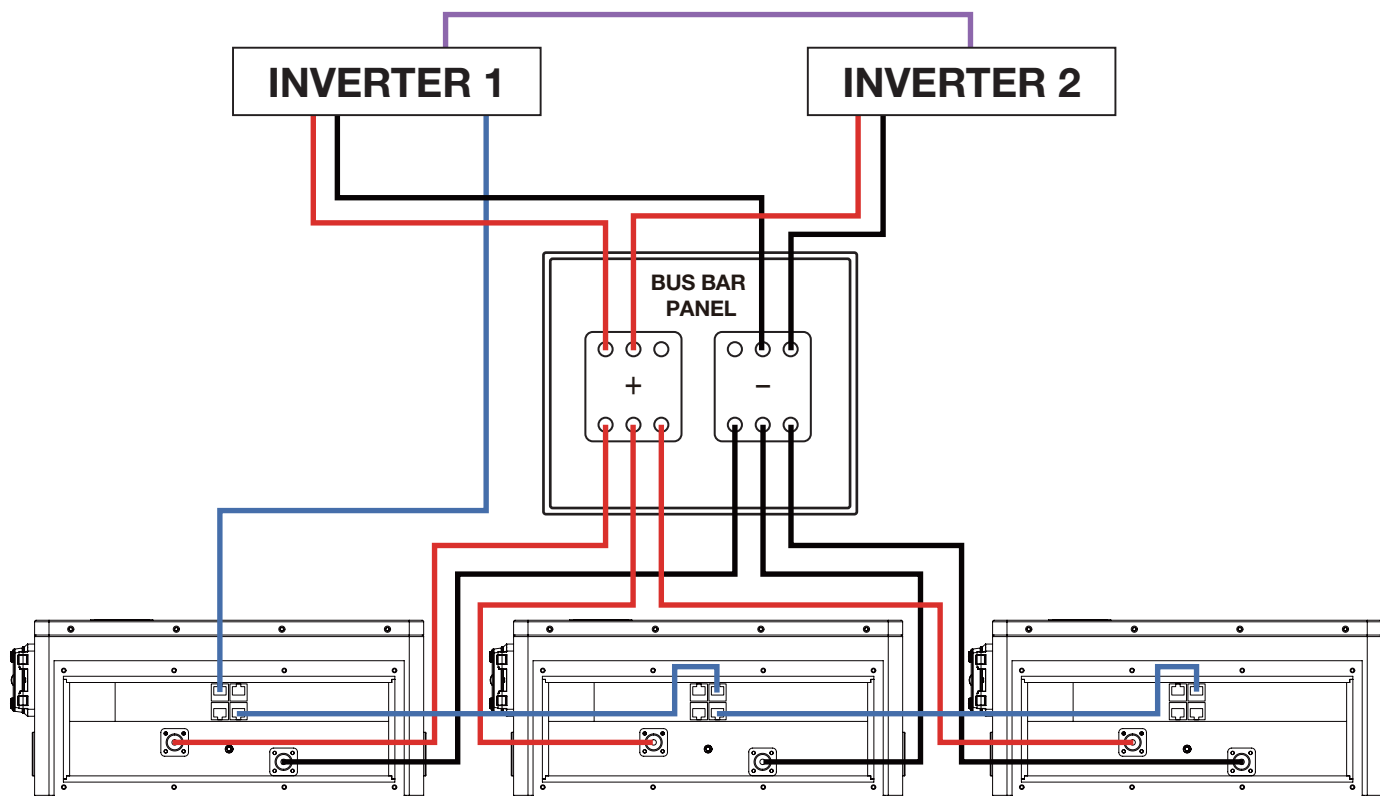 INVERTER 1
INVERTER 2
BUS BAR
PANEL
+
−